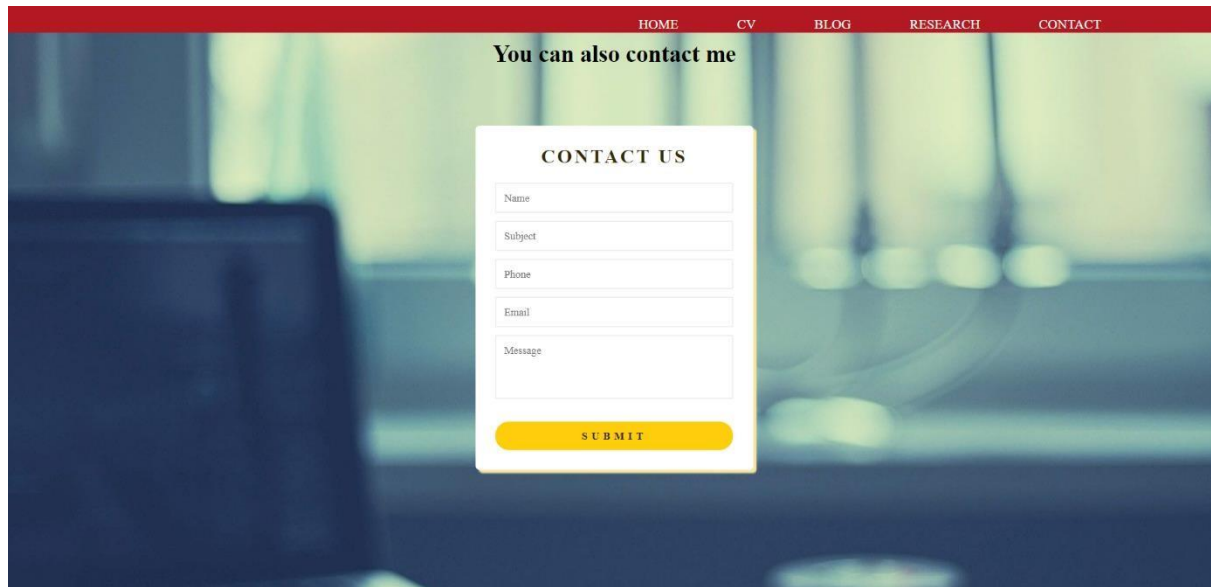 HOME CV BLOG RESEARCH CONTACT
You can also contact me
CONTACT US
Name
Subject
Phone
Email
Message
SUBMIT